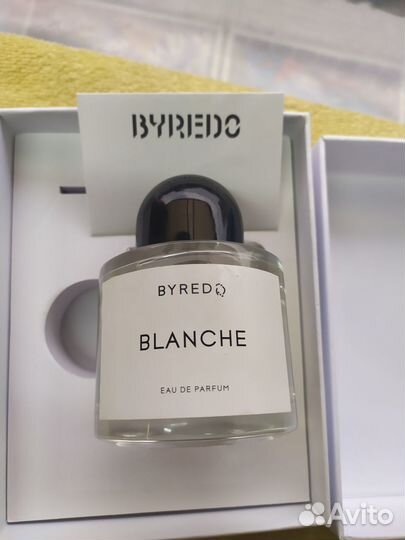 BYREDO
BYREDO
BLANCHE
EAU DE PARFUM
Avito